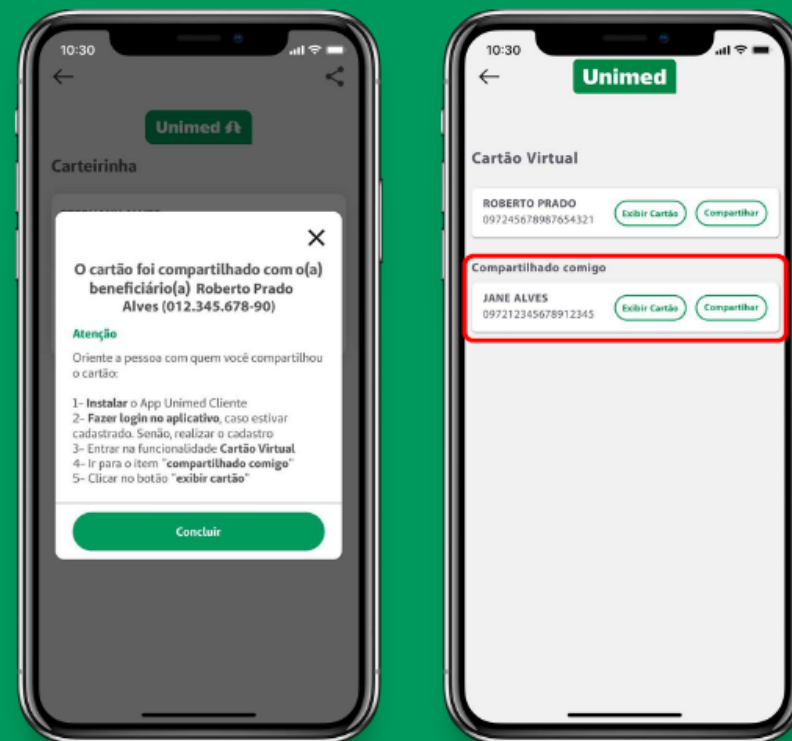 10:30
Unimed
Carteirinha
O cartão foi compartilhado com o(a)
beneficiário(a) Roberto Prado
Alves (012.345.678-90)
Atenção
Oriente a pessoa com quem você compartilhou
o cartão:
1- Instalar o App Unimed Cliente
2- Fazer login no aplicativo, caso estivar
cadastrado. Senão, realizar o cadastro
3- Entrar na funcionalidade Cartão Virtual
4- Ir para o item "compartilhado comigo"
5- Clicar no botão "exibir cartão"
Concluir
10:30
Unimed
Cartão Virtual
ROBERTO PRADO
097245678987654321
Exibir Cartão
Compartilhar
Compartilhado comigo
JANE ALVES
097212345678912345
Exibir Cartão
Compartilhar